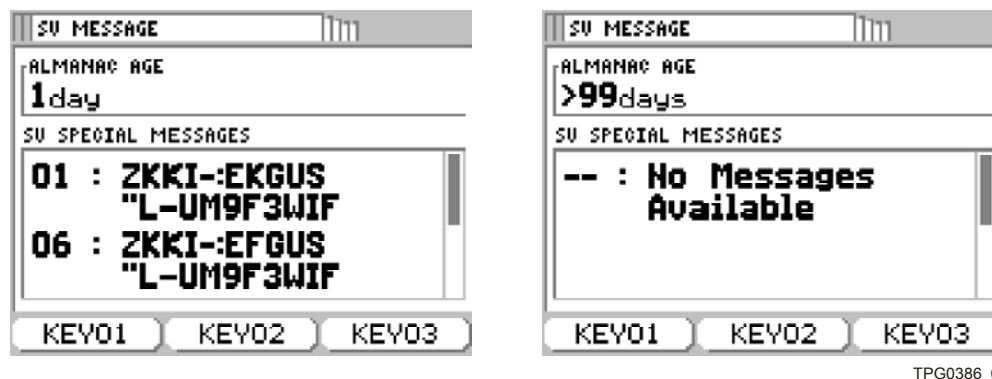 SV MESSAGE
ALMANAC AGE
1day
SV SPECIAL MESSAGES
01 : ZKKI-:EKGUS
"L-UM9F3WIF
06 : ZKKI-:EFGUS
"L-UM9F3WIF
KEY01 KEY02 KEY03
SV MESSAGE
ALMANAC AGE
>99days
SV SPECIAL MESSAGES
-- : No Messages
Available
KEY01 KEY02 KEY03
TPG0386